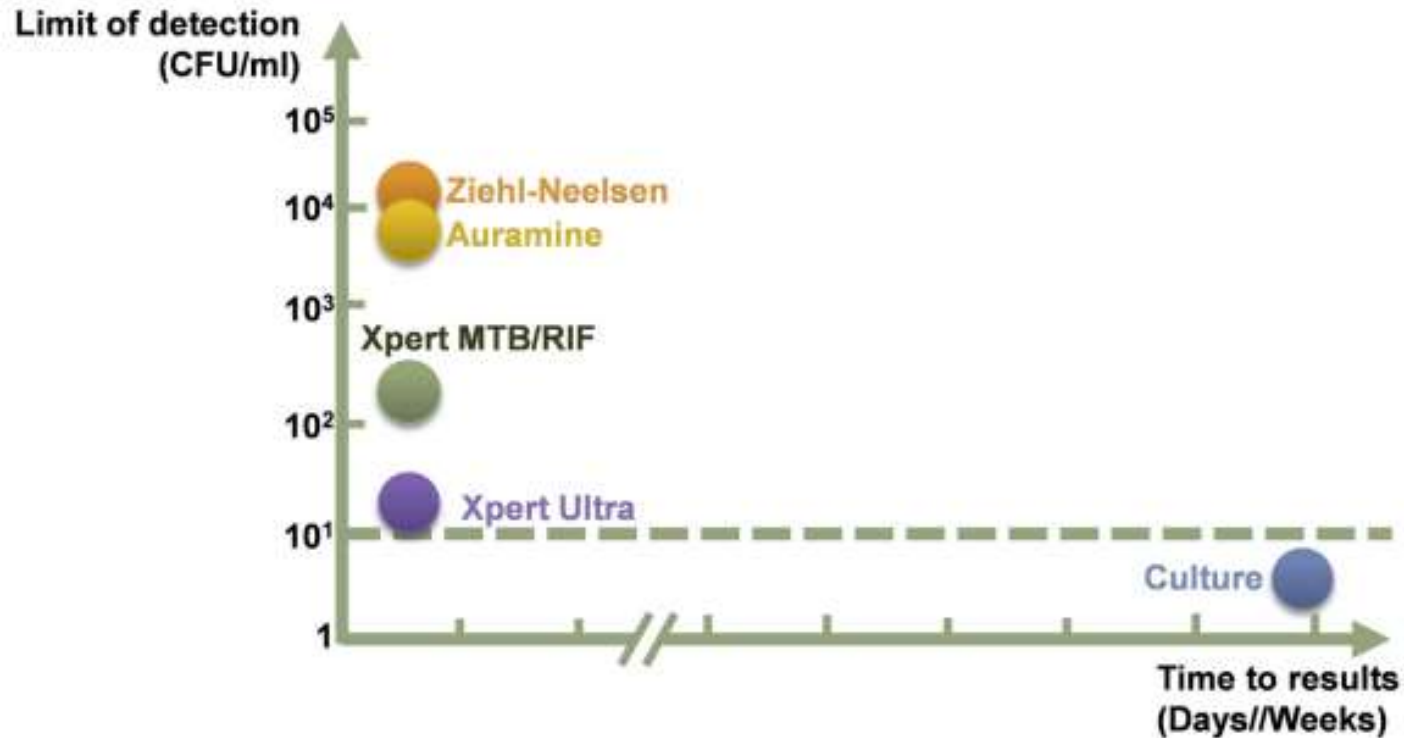 Limit of detection
(CFU/ml)
10⁵
Ziehl-Neelsen
10⁴
Auramine
10³
Xpert MTB/RIF
10²
Xpert Ultra
10¹
Culture
1
Time to results
(Days//Weeks)